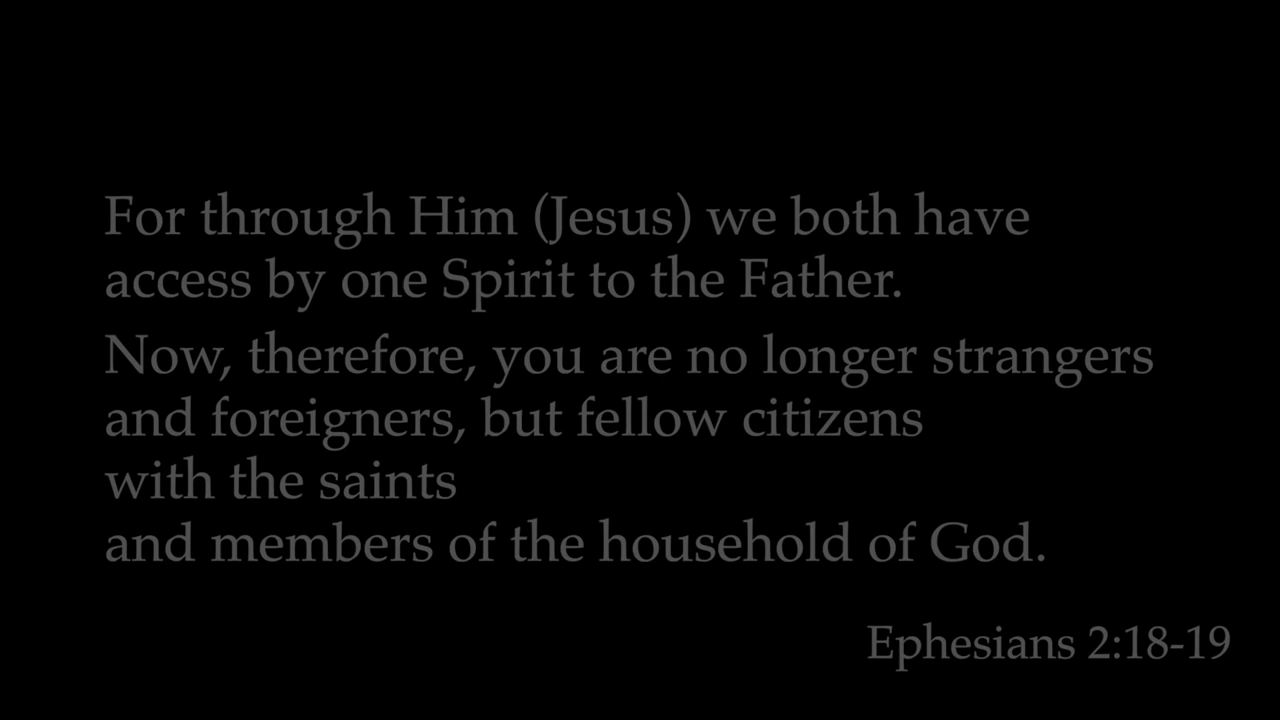 For through Him (Jesus) we both have
access by one Spirit to the Father.
Now, therefore, you are no longer strangers
and foreigners, but fellow citizens
with the saints
and members of the household of God.
Ephesians 2:18-19